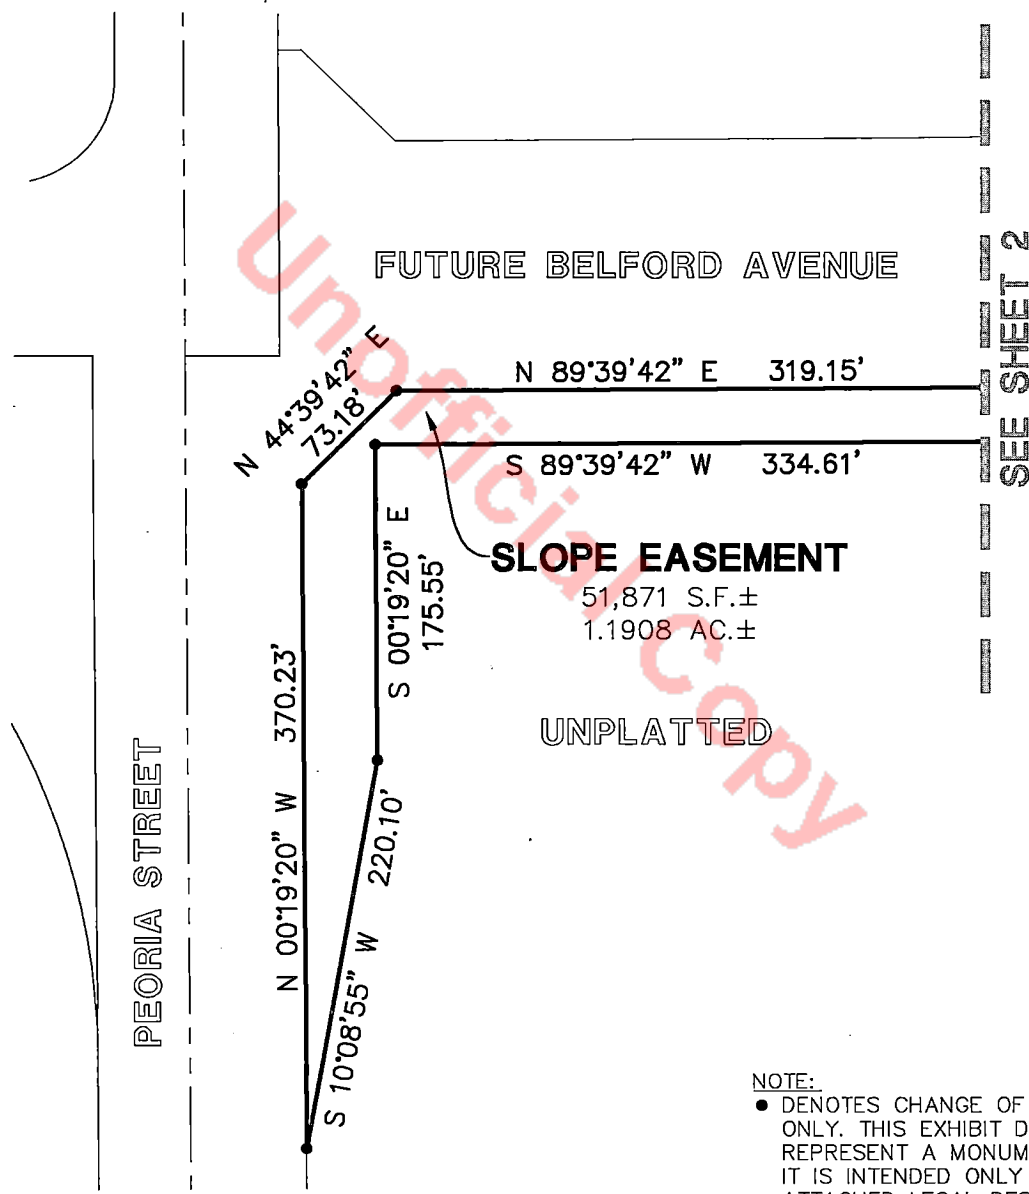 FUTURE BELFORD AVENUE
SEE SHEET 2
N 44°39'42" E
73.18'
N 89°39'42" E 319.15'
S 89°39'42" W 334.61'
S 00°19'20" E
175.55'
SLOPE EASEMENT
51,871 S.F.±
1.1908 AC.±
UNPLATTED
N 00°19'20" W 370.23'
S 10°08'55" W 220.10'
PEORIA STREET
Unofficial Copy
NOTE:
● DENOTES CHANGE OF
ONLY. THIS EXHIBIT D
REPRESENT A MONUM
IT IS INTENDED ONLY